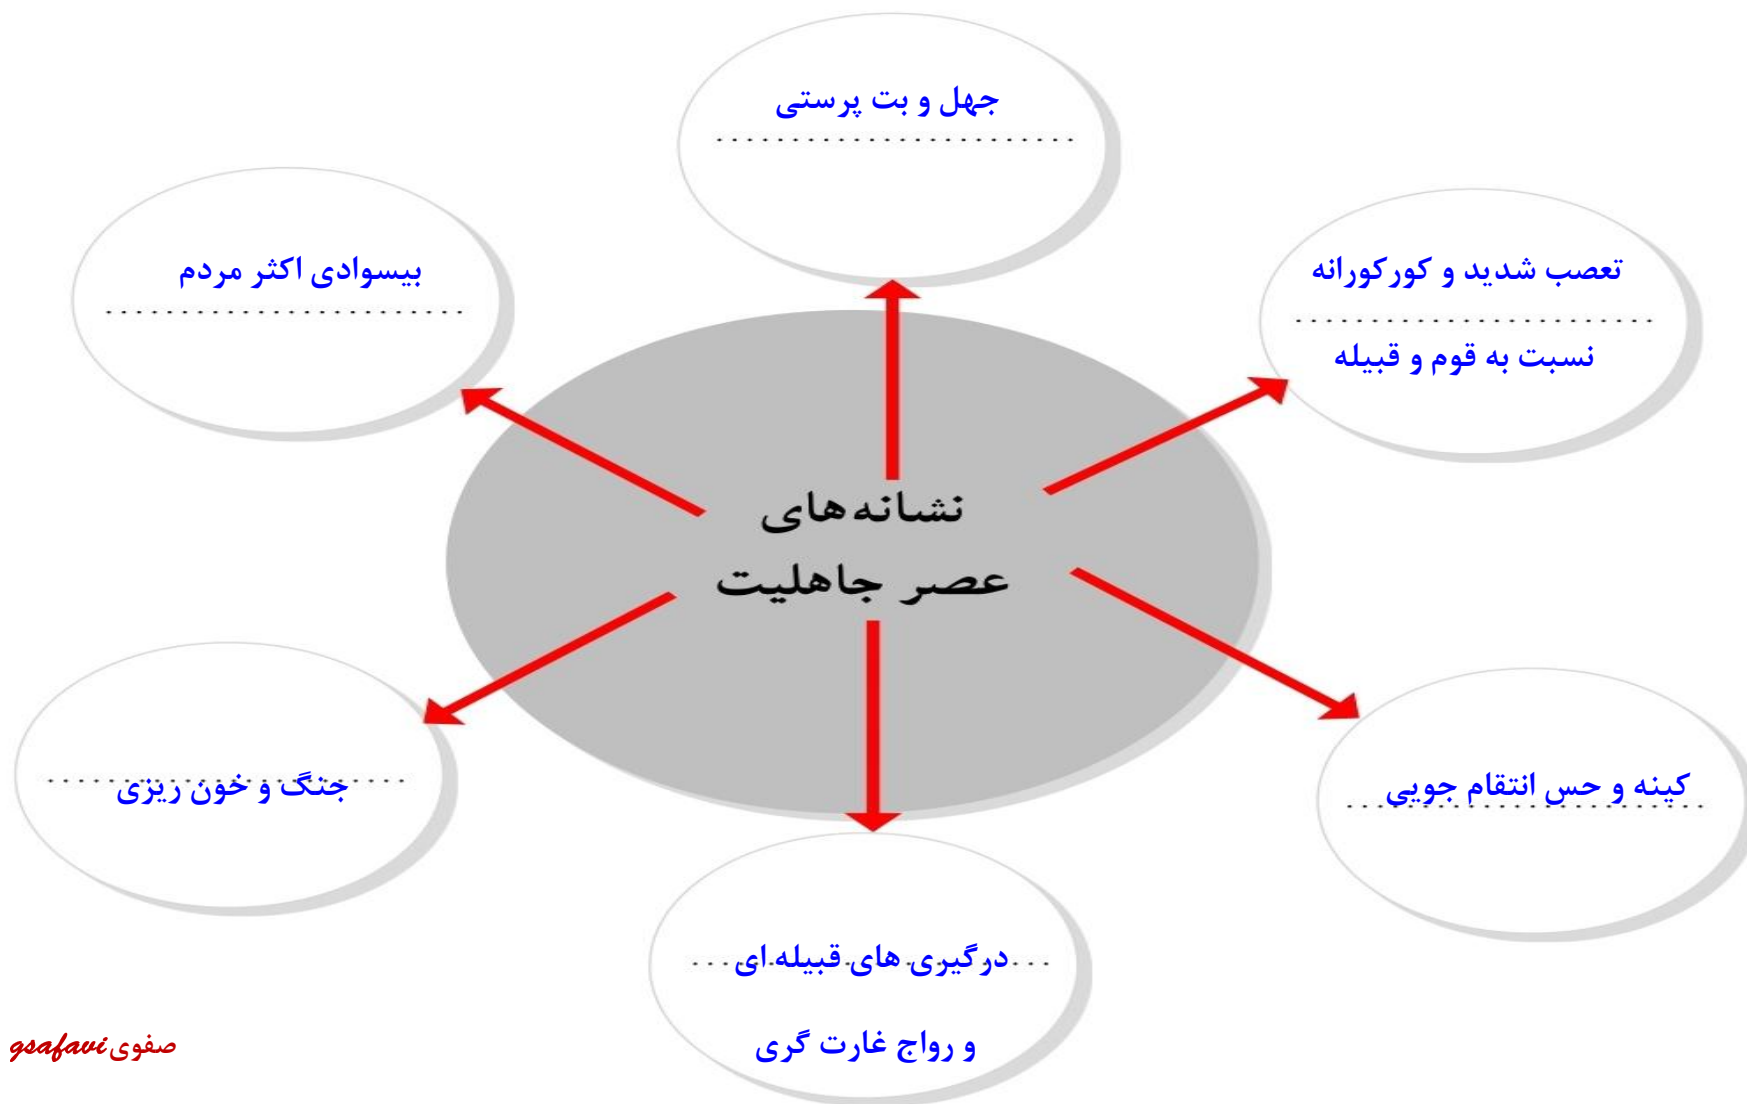 جهل و بت پرستی
تعصب شدید و کورکورانه
نسبت به قوم و قبیله
بیسوادی اکثر مردم
نشانه‌های
عصر جاهلیت
کینه و حس انتقام جویی
جنگ و خون ریزی
درگیری های قبیله ای
و رواج غارت گری
صفوی gsafavi